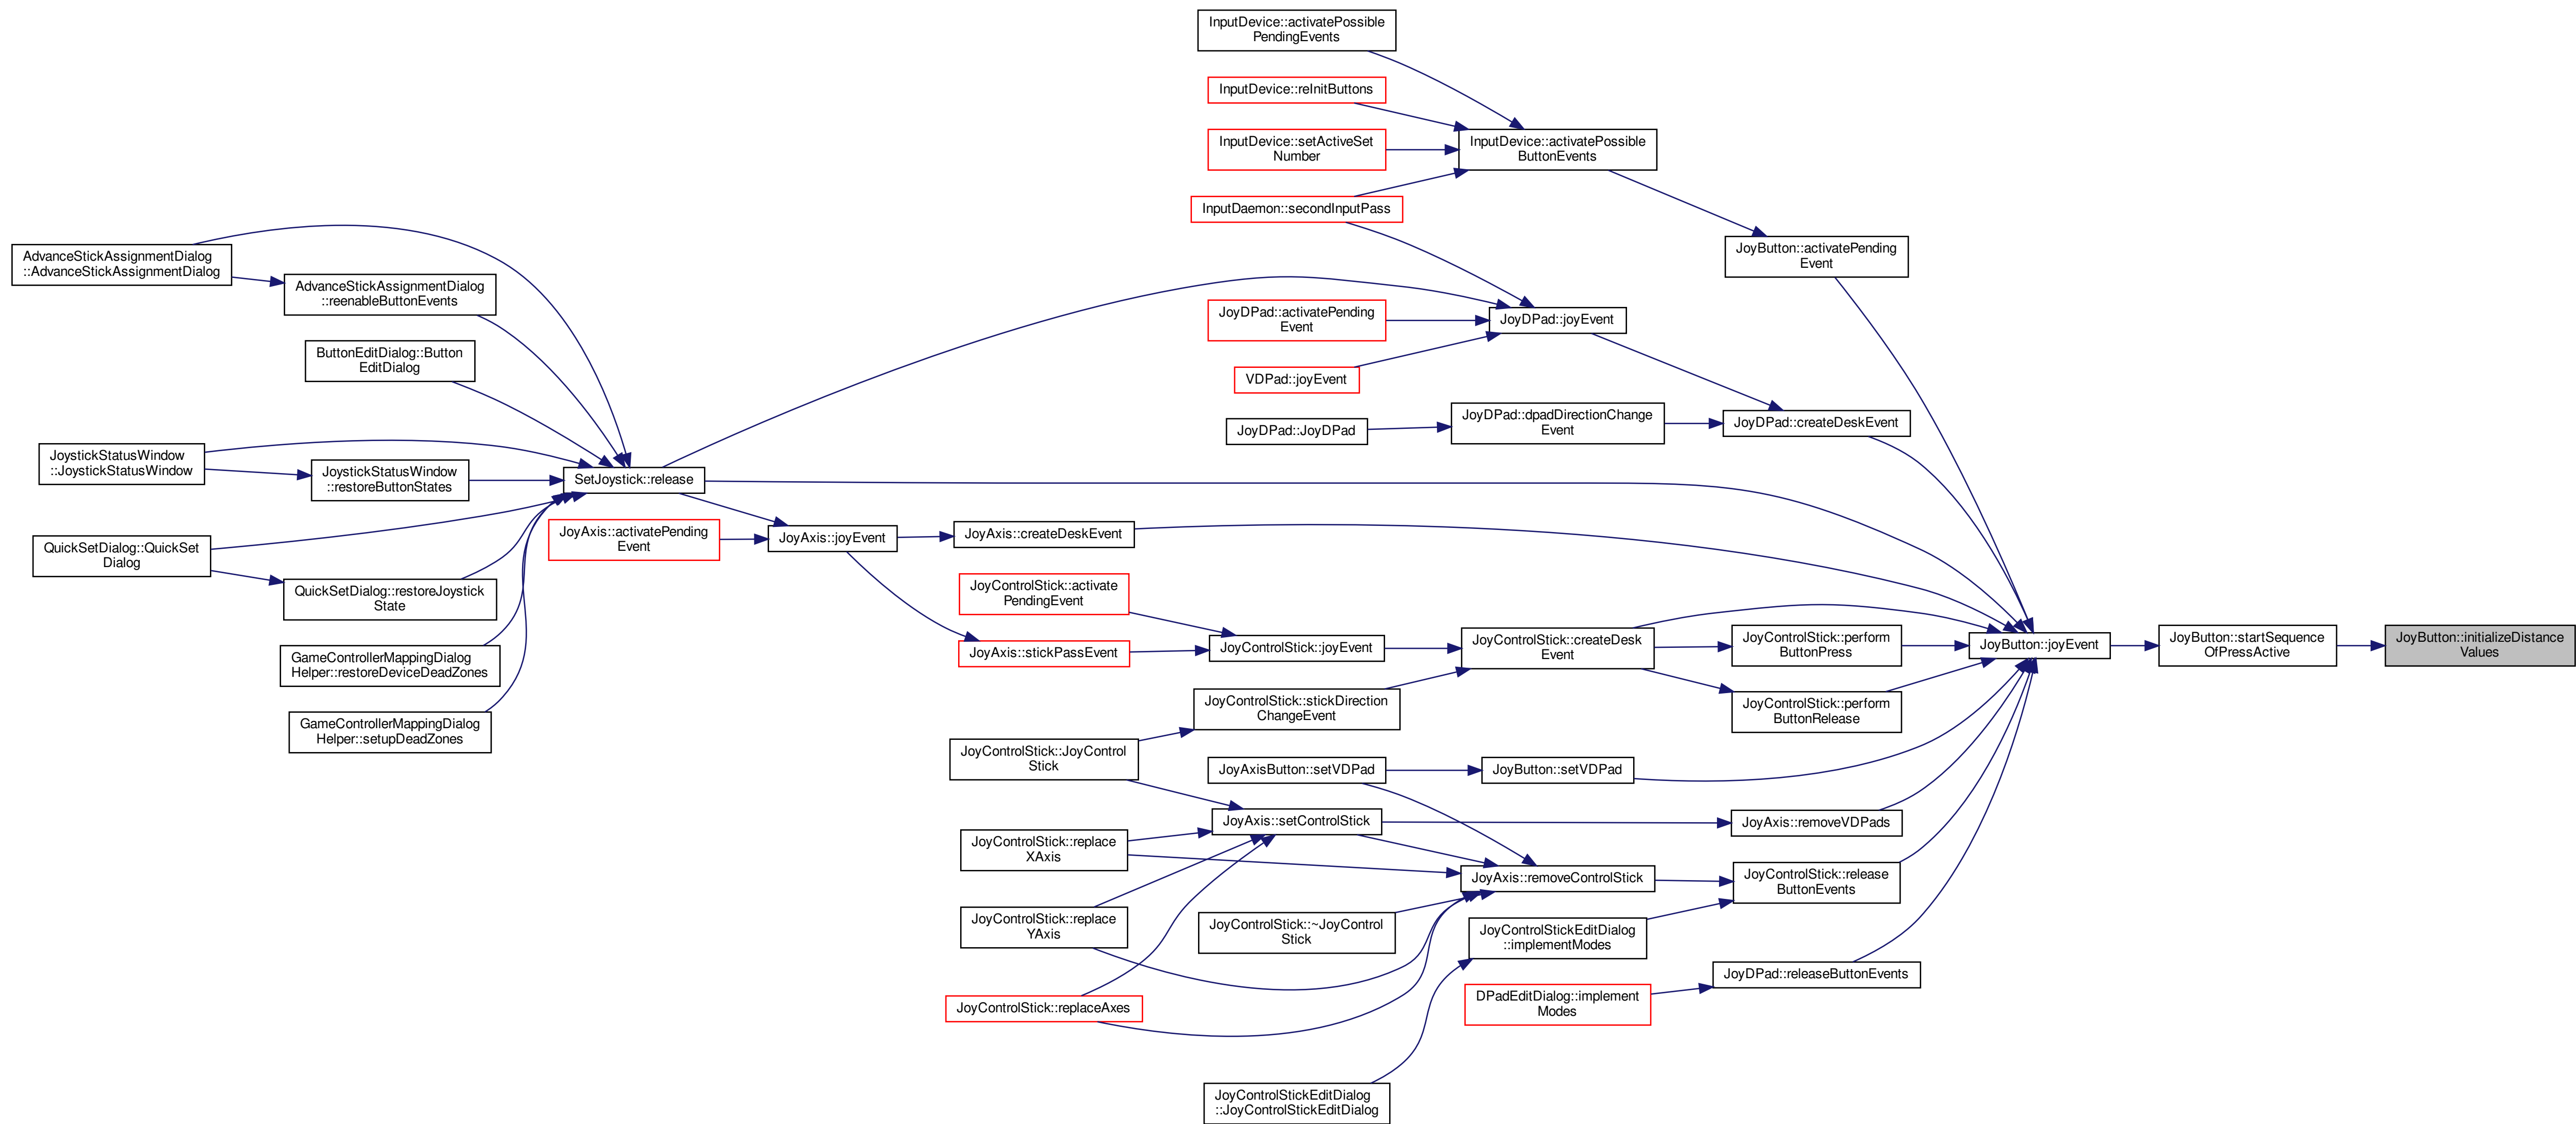 InputDevice::activatePossible
PendingEvents
InputDevice::reInitButtons
InputDevice::setActiveSet
Number
InputDevice::activatePossible
ButtonEvents
InputDaemon::secondInputPass
JoyButton::activatePending
Event
AdvanceStickAssignmentDialog
::AdvanceStickAssignmentDialog
AdvanceStickAssignmentDialog
::reenableButtonEvents
JoyDPad::activatePending
Event
JoyDPad::joyEvent
ButtonEditDialog::Button
EditDialog
VDPad::joyEvent
JoyDPad::JoyDPad
JoyDPad::dpadDirectionChange
Event
JoyDPad::createDeskEvent
JoystickStatusWindow
::JoystickStatusWindow
JoystickStatusWindow
::restoreButtonStates
SetJoystick::release
JoyAxis::activatePending
Event
JoyAxis::joyEvent
JoyAxis::createDeskEvent
QuickSetDialog::QuickSet
Dialog
QuickSetDialog::restoreJoystick
State
JoyControlStick::activate
PendingEvent
JoyAxis::stickPassEvent
JoyControlStick::joyEvent
JoyControlStick::createDesk
Event
JoyControlStick::perform
ButtonPress
JoyButton::joyEvent
JoyButton::startSequence
OfPressActive
JoyButton::initializeDistance
Values
GameControllerMappingDialog
Helper::restoreDeviceDeadZones
JoyControlStick::stickDirection
ChangeEvent
JoyControlStick::perform
ButtonRelease
GameControllerMappingDialog
Helper::setupDeadZones
JoyControlStick::JoyControl
Stick
JoyAxisButton::setVDPad
JoyButton::setVDPad
JoyAxis::setControlStick
JoyAxis::removeVDPads
JoyControlStick::replace
XAxis
JoyAxis::removeControlStick
JoyControlStick::release
ButtonEvents
JoyControlStick::replace
YAxis
JoyControlStick::~JoyControl
Stick
JoyControlStickEditDialog
::implementModes
JoyDPad::releaseButtonEvents
JoyControlStick::replaceAxes
DPadEditDialog::implement
Modes
JoyControlStickEditDialog
::JoyControlStickEditDialog